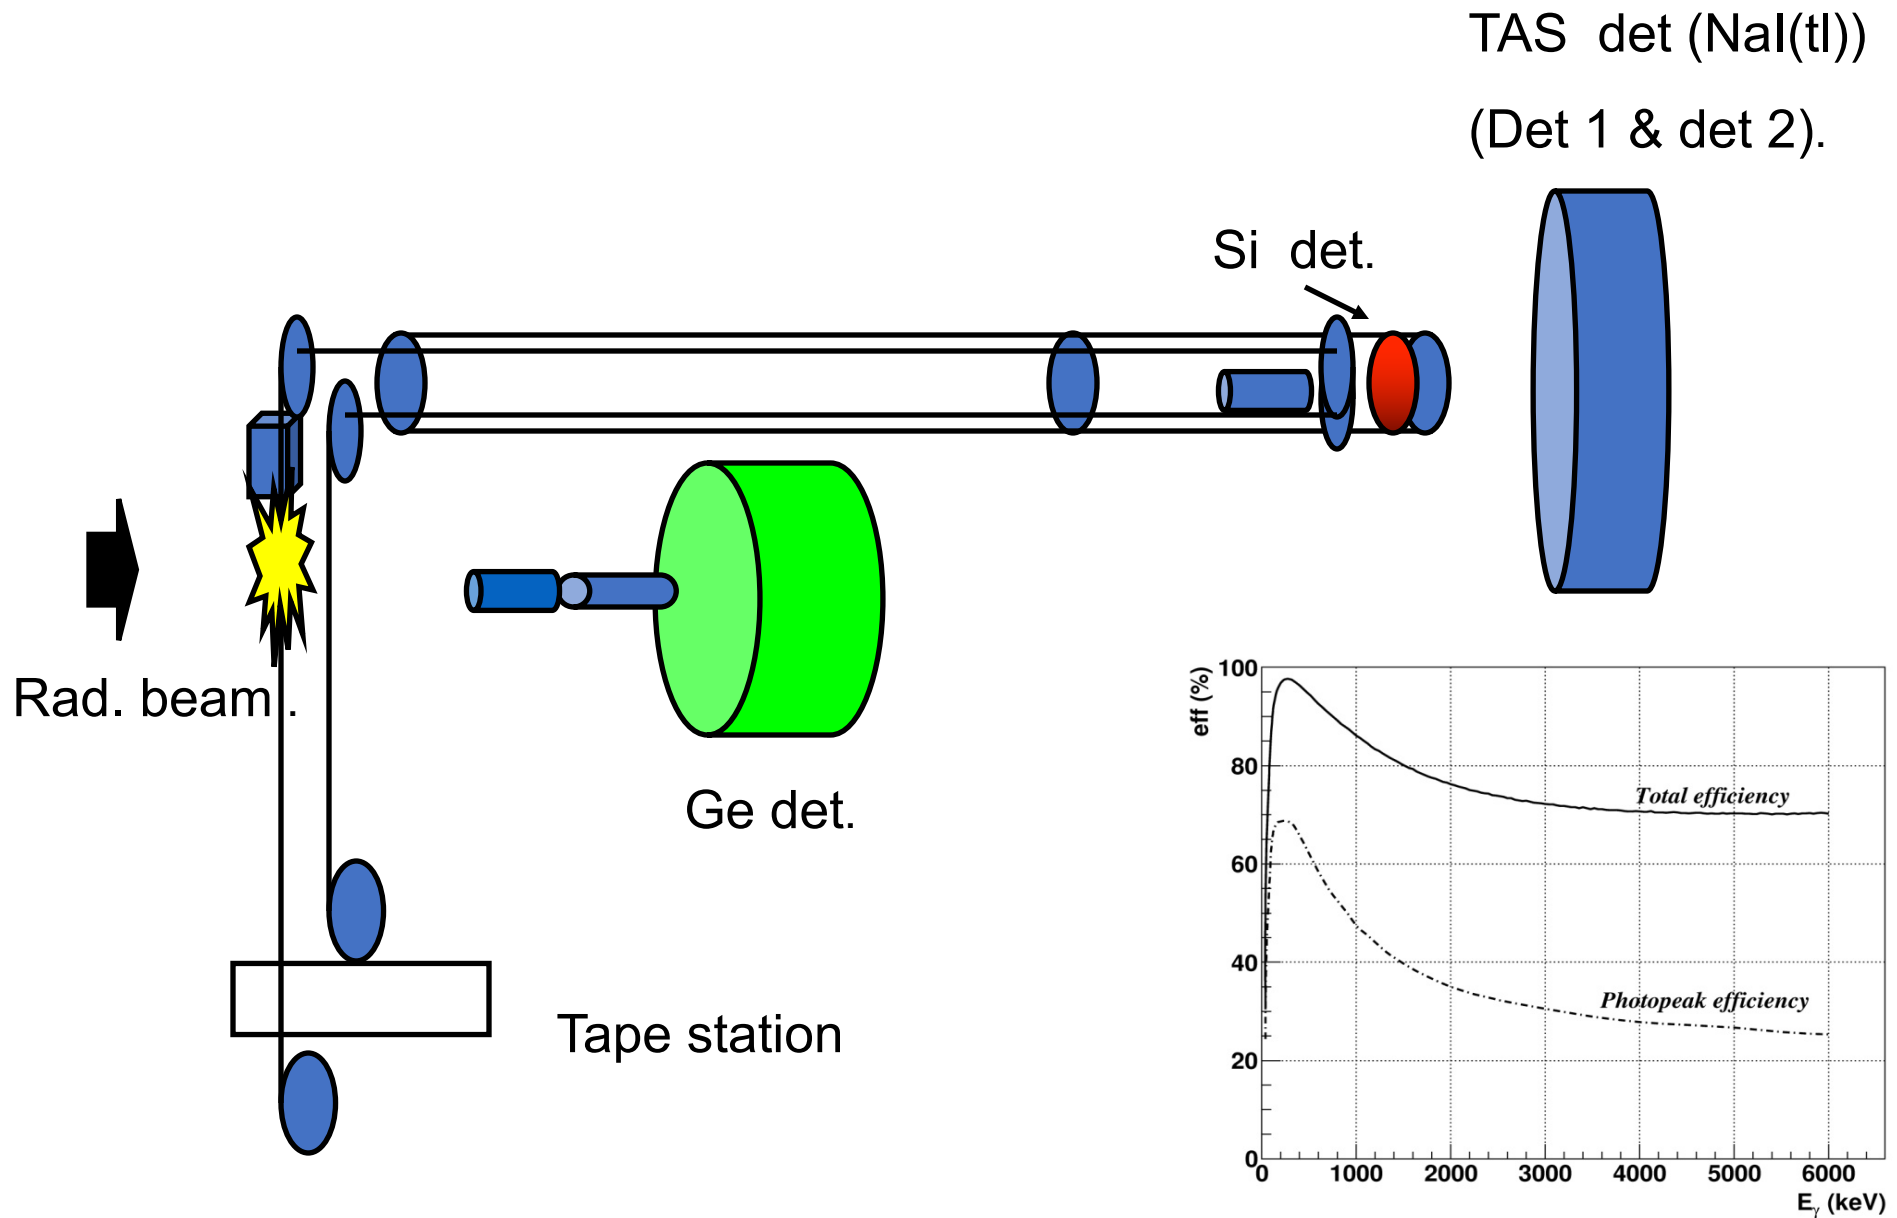 TAS det (NaI(tl))
(Det 1 & det 2).
Si det.
Rad. beam .
Ge det.
Tape station
eff (%)
100
80
60
40
20
0
Total efficiency
Photopeak efficiency
0 1000 2000 3000 4000 5000 6000
Eγ (keV)